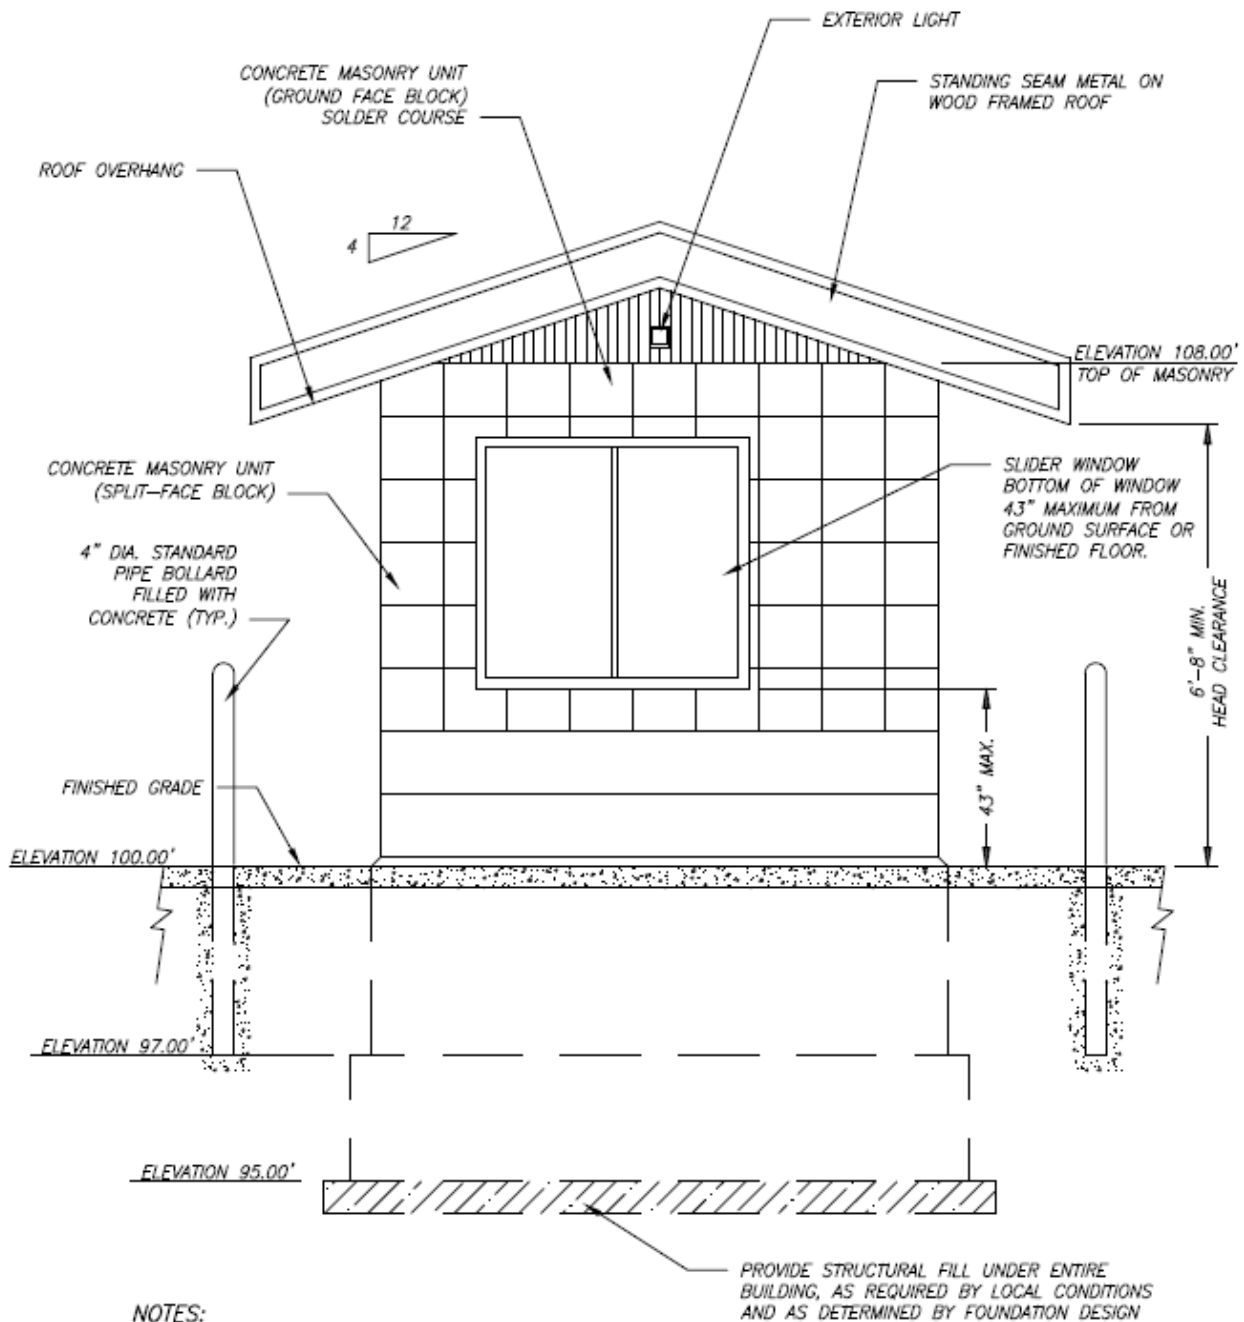 EXTERIOR LIGHT
CONCRETE MASONRY UNIT
(GROUND FACE BLOCK)
SOLDER COURSE
STANDING SEAM METAL ON
WOOD FRAMED ROOF
ROOF OVERHANG
12
4
ELEVATION 108.00'
TOP OF MASONRY
CONCRETE MASONRY UNIT
(SPLIT-FACE BLOCK)
SLIDER WINDOW
BOTTOM OF WINDOW
43" MAXIMUM FROM
GROUND SURFACE OR
FINISHED FLOOR.
4" DIA. STANDARD
PIPE BOLLARD
FILLED WITH
CONCRETE (TYP.)
6'-8" MIN.
HEAD CLEARANCE
43" MAX.
FINISHED GRADE
ELEVATION 100.00'
ELEVATION 97.00'
ELEVATION 95.00'
PROVIDE STRUCTURAL FILL UNDER ENTIRE
BUILDING, AS REQUIRED BY LOCAL CONDITIONS
AND AS DETERMINED BY FOUNDATION DESIGN
NOTES: